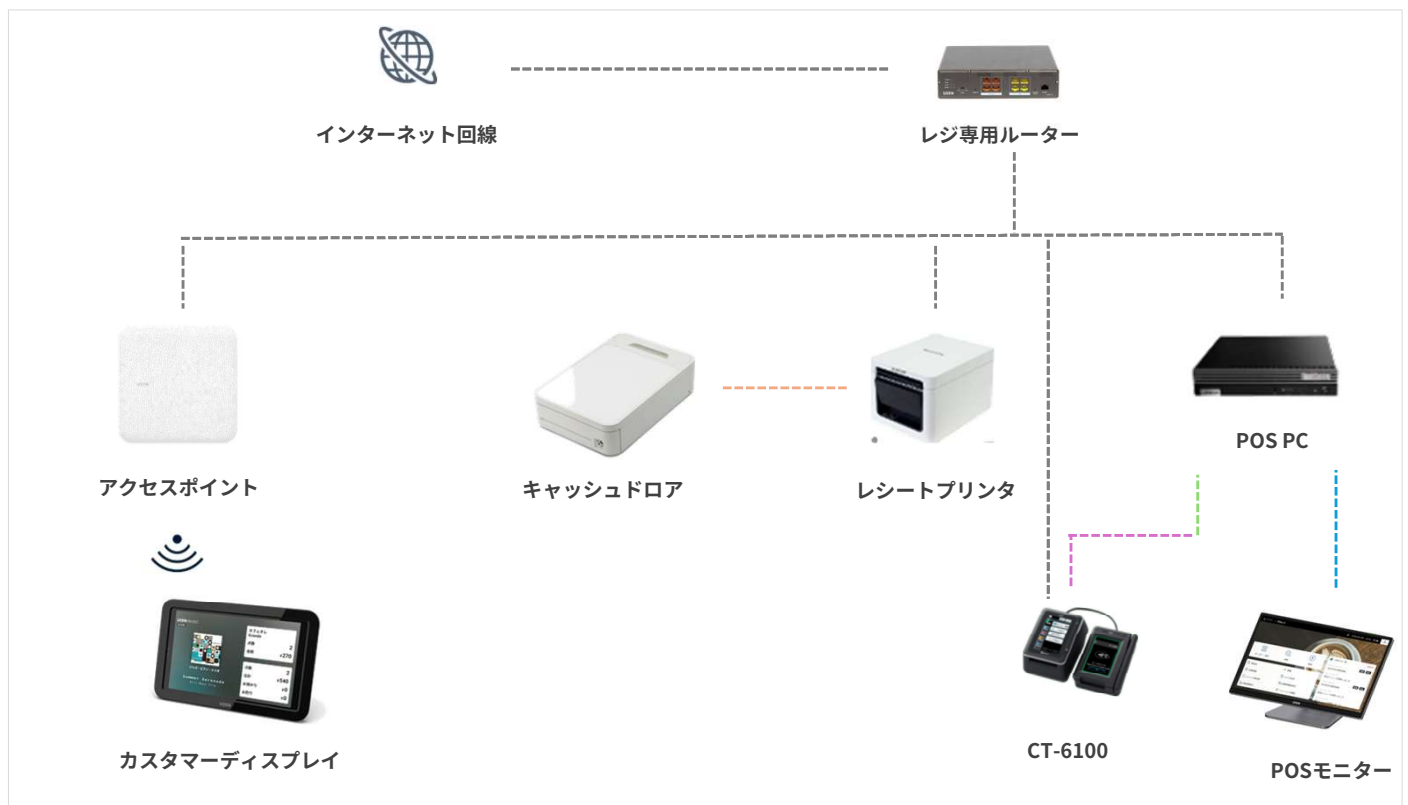 インターネット回線
レジ専用ルーター
アクセスポイント
キャッシュドロア
レシートプリンタ
POS PC
カスタマーディスプレイ
CT-6100
POSモニター